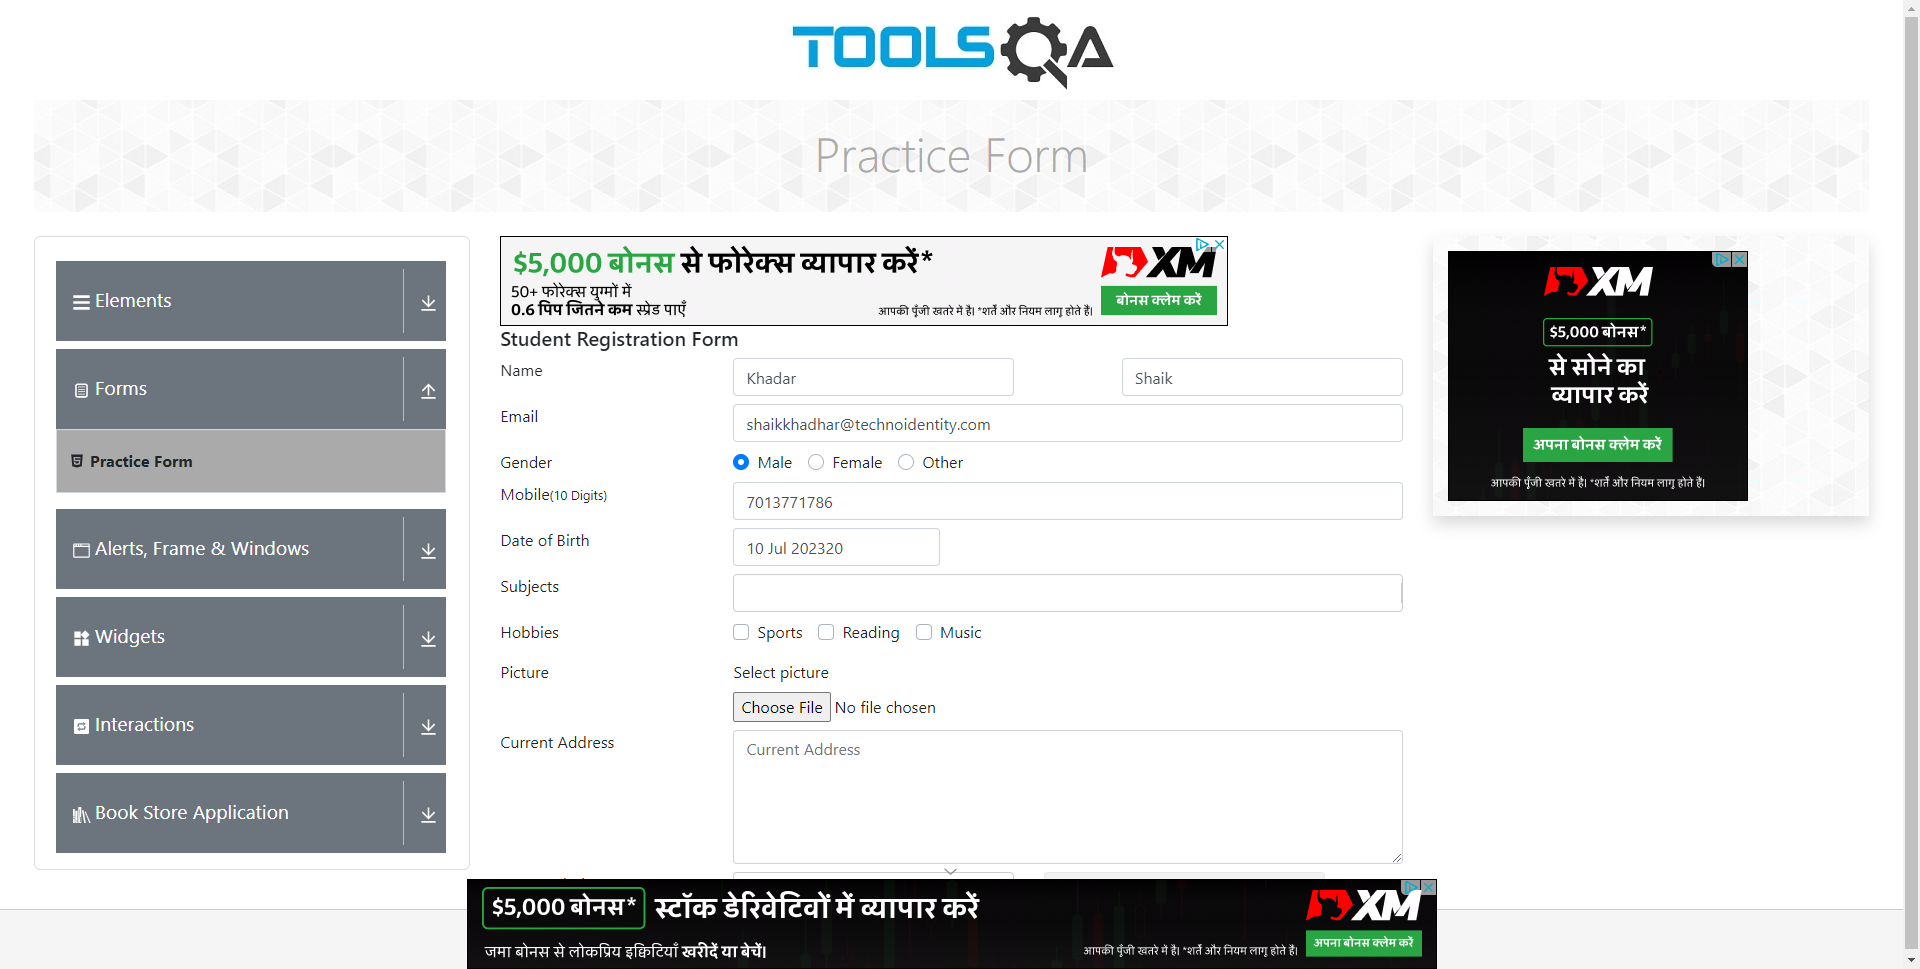 TOOLSQA
Practice Form
Elements
Forms
Practice Form
Alerts, Frame & Windows
Widgets
Interactions
Book Store Application
$5,000 बोनस से फोरेक्स व्यापार करें*
50+ फोरेक्स युग्मों में
0.6 पिप जितने कम स्प्रेड पाएँ
आपकी पूँजी खतरे में है। *शर्तें और नियम लागू होते हैं।
XM
बोनस क्लेम करें
Student Registration Form
Name
Khadar
Shaik
Email
shaikkhadhar@technoidentity.com
Gender
Male
Female
Other
Mobile(10 Digits)
7013771786
Date of Birth
10 Jul 202320
Subjects
Hobbies
Sports
Reading
Music
Picture
Select picture
Choose File No file chosen
Current Address
Current Address
XM
$5,000 बोनस*
से सोने का
व्यापार करें
अपना बोनस क्लेम करें
आपकी पूँजी खतरे में है। *शर्तें और नियम लागू होते हैं।
$5,000 बोनस* स्टॉक डेरिवेटिवों में व्यापार करें
जमा बोनस से लोकप्रिय इक्विटियाँ खरीदें या बेचें।
आपकी पूँजी खतरे में है। *शर्तें और नियम लागू होते हैं।
XM
अपना बोनस क्लेम करें